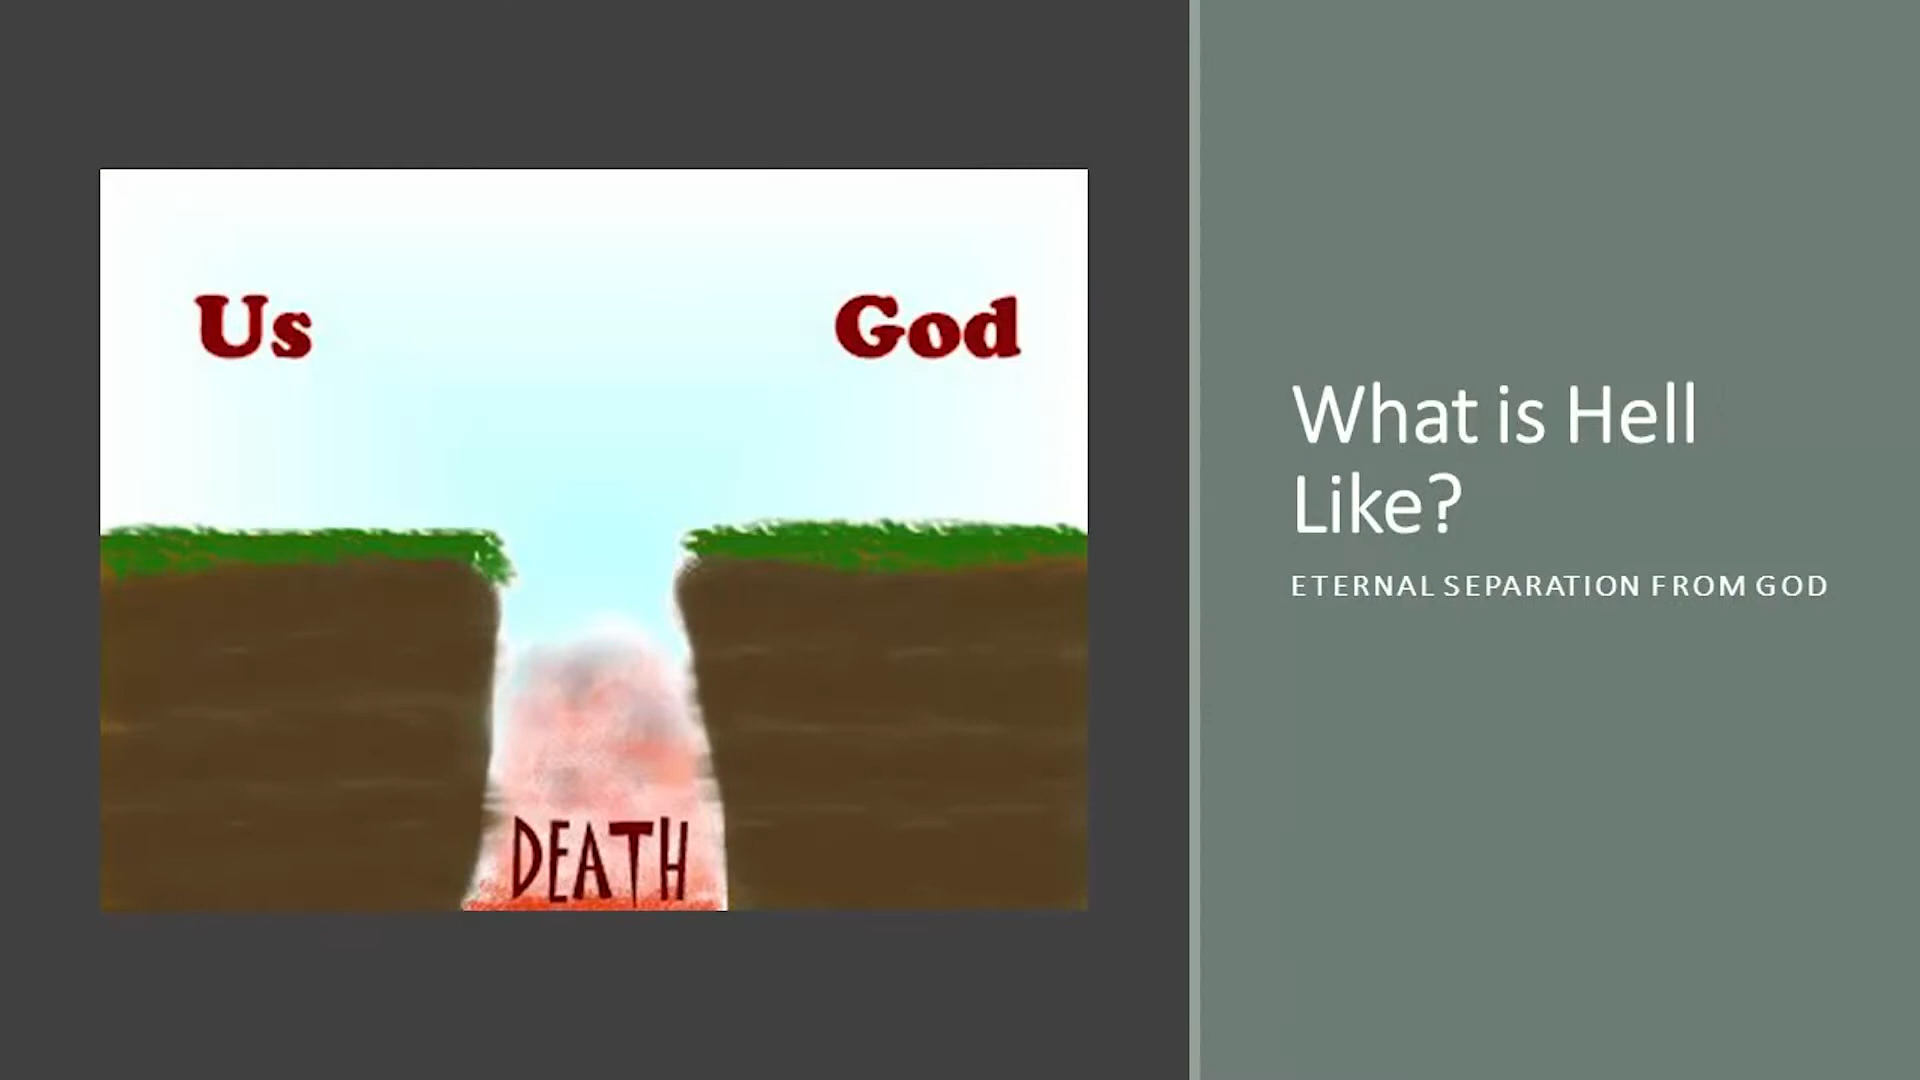 Us
God
DEATH
What is Hell
Like?
ETERNAL SEPARATION FROM GOD